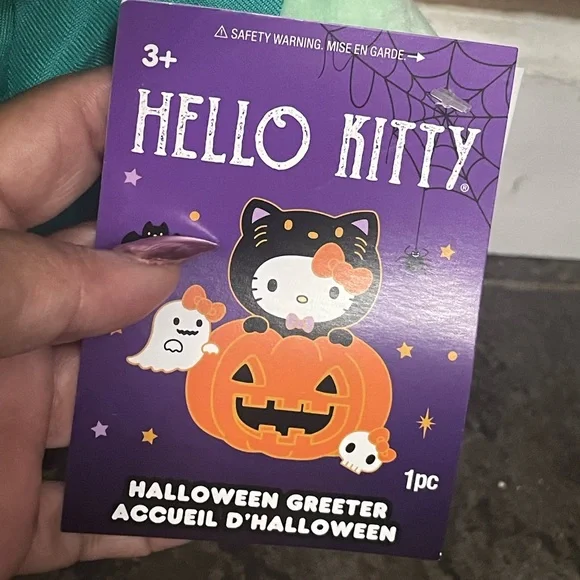 ⚠ SAFETY WARNING. MISE EN GARDE.→
3+
HELLO KITTY®
1pc
HALLOWEEN GREETER
ACCUEIL D'HALLOWEEN